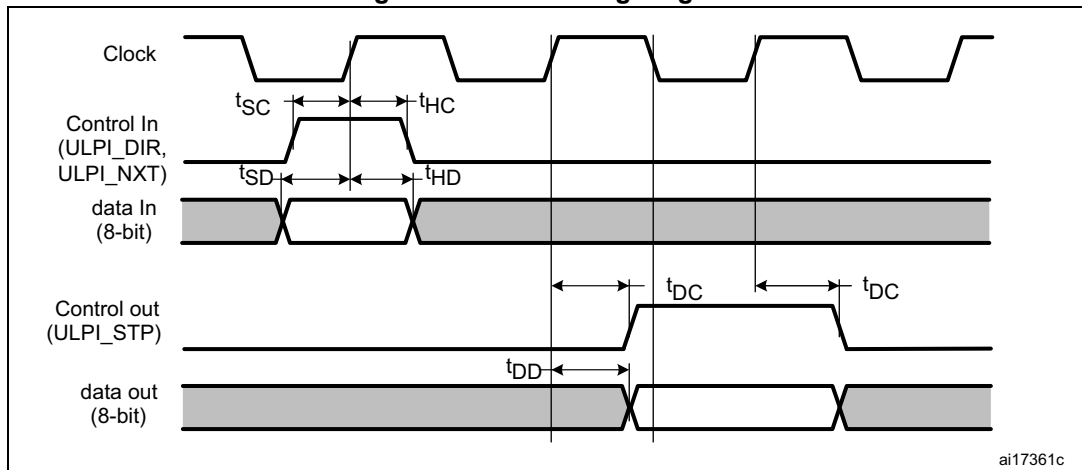 Clock
tSC
tHC
Control In
(ULPI_DIR,
ULPI_NXT)
tSD
tHD
data In
(8-bit)
Control out
(ULPI_STP)
tDC
tDC
tDD
data out
(8-bit)
ai17361c